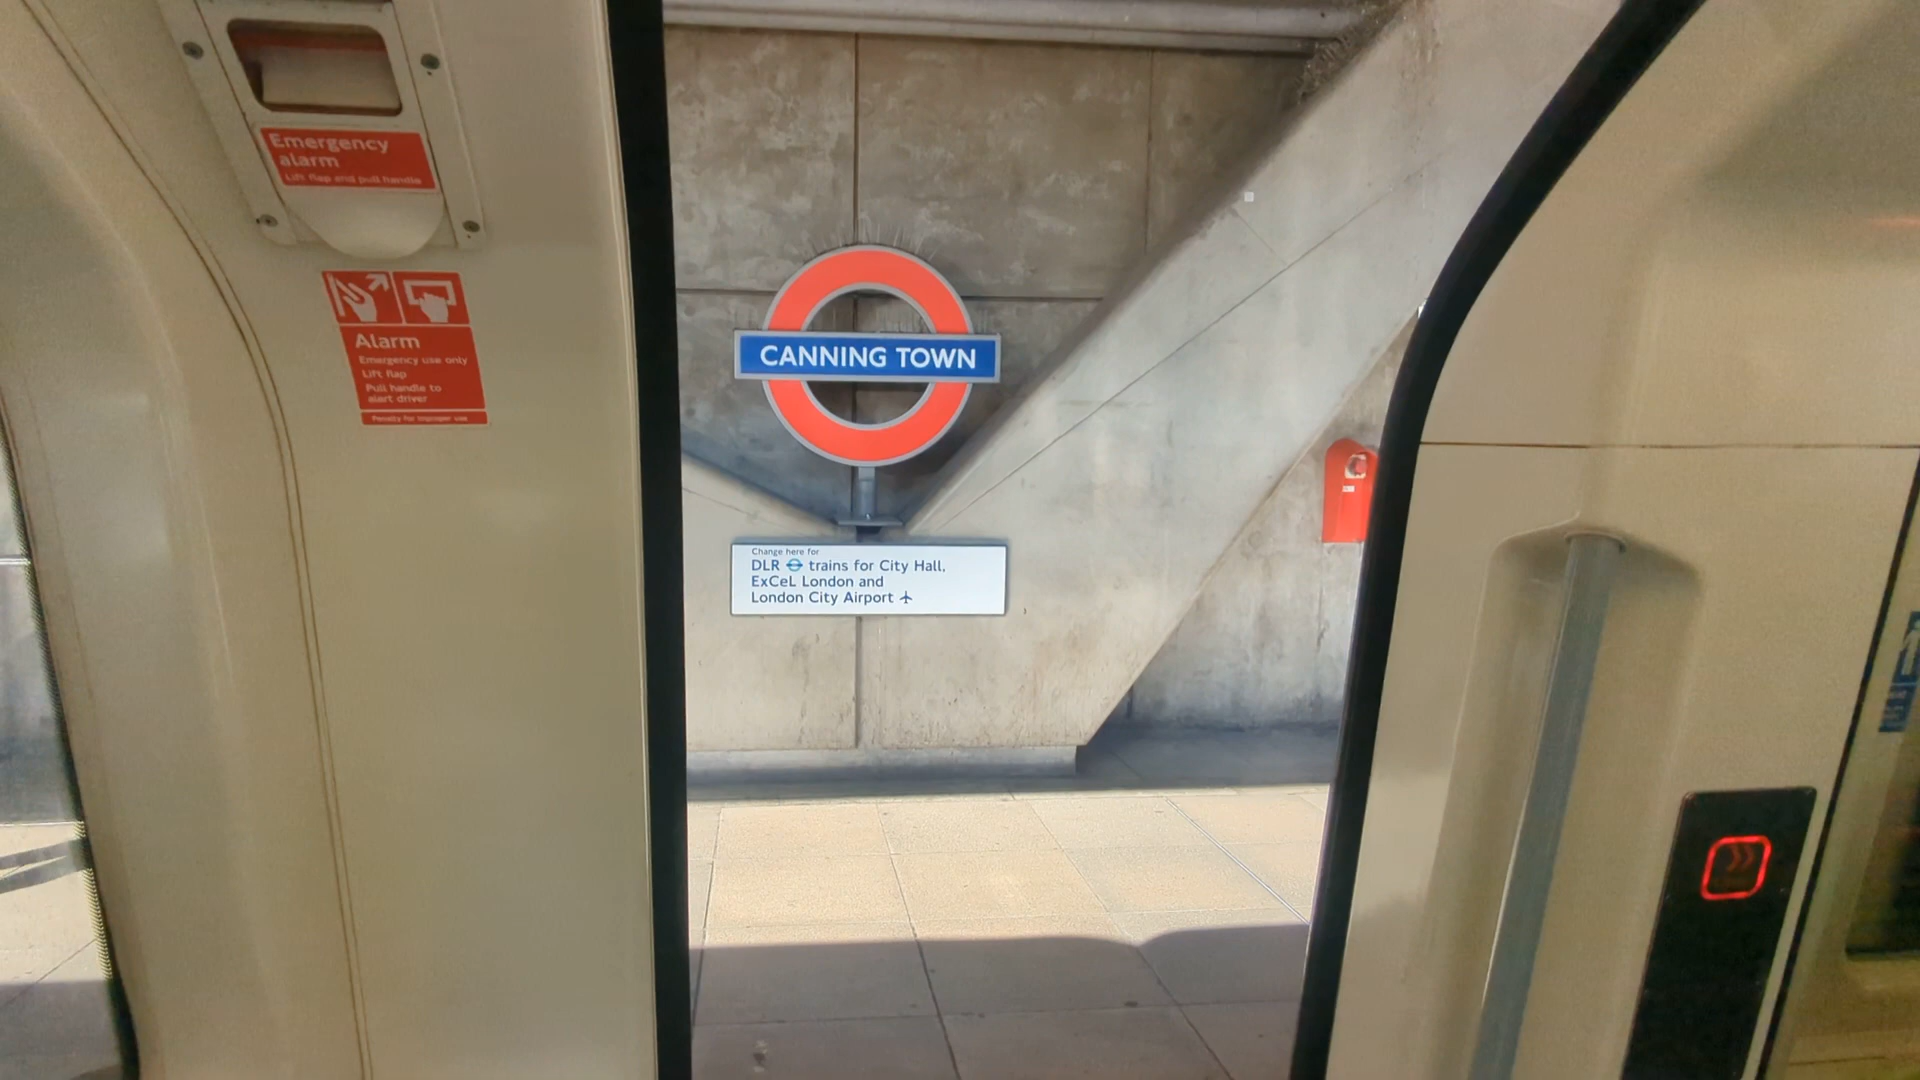 Emergency
alarm
Lift flap and pull handle
Alarm
Emergency use only
Lift flap
Pull handle to
alert driver
Penalty for improper use
CANNING TOWN
Change here for
DLR trains for City Hall,
ExCeL London and
London City Airport